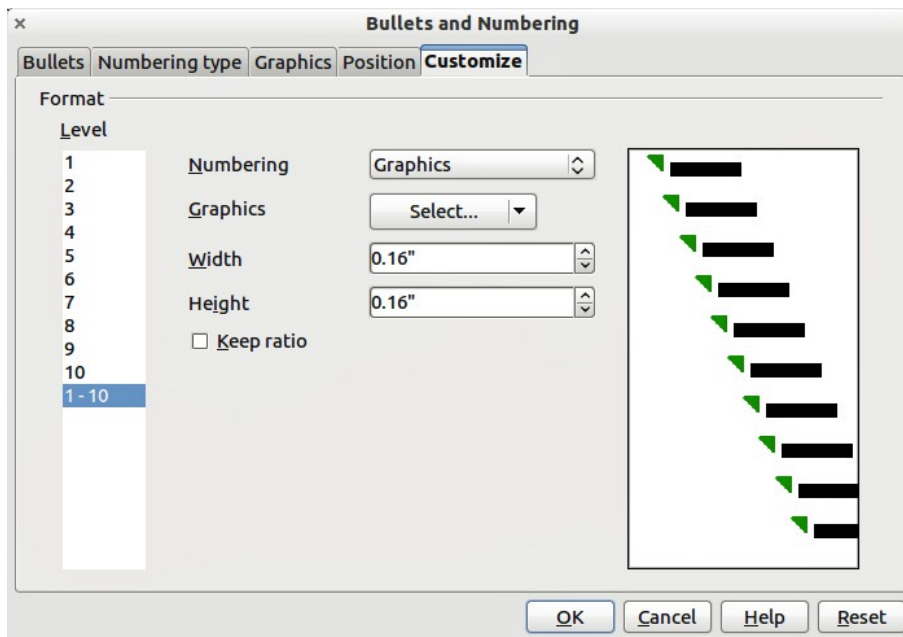 Bullets and Numbering
Bullets Numbering type Graphics Position Customize
Format
Level
1
2
3
4
5
6
7
8
9
10
1 - 10
Numbering Graphics
Graphics Select...
Width 0.16"
Height 0.16"
Keep ratio
OK Cancel Help Reset